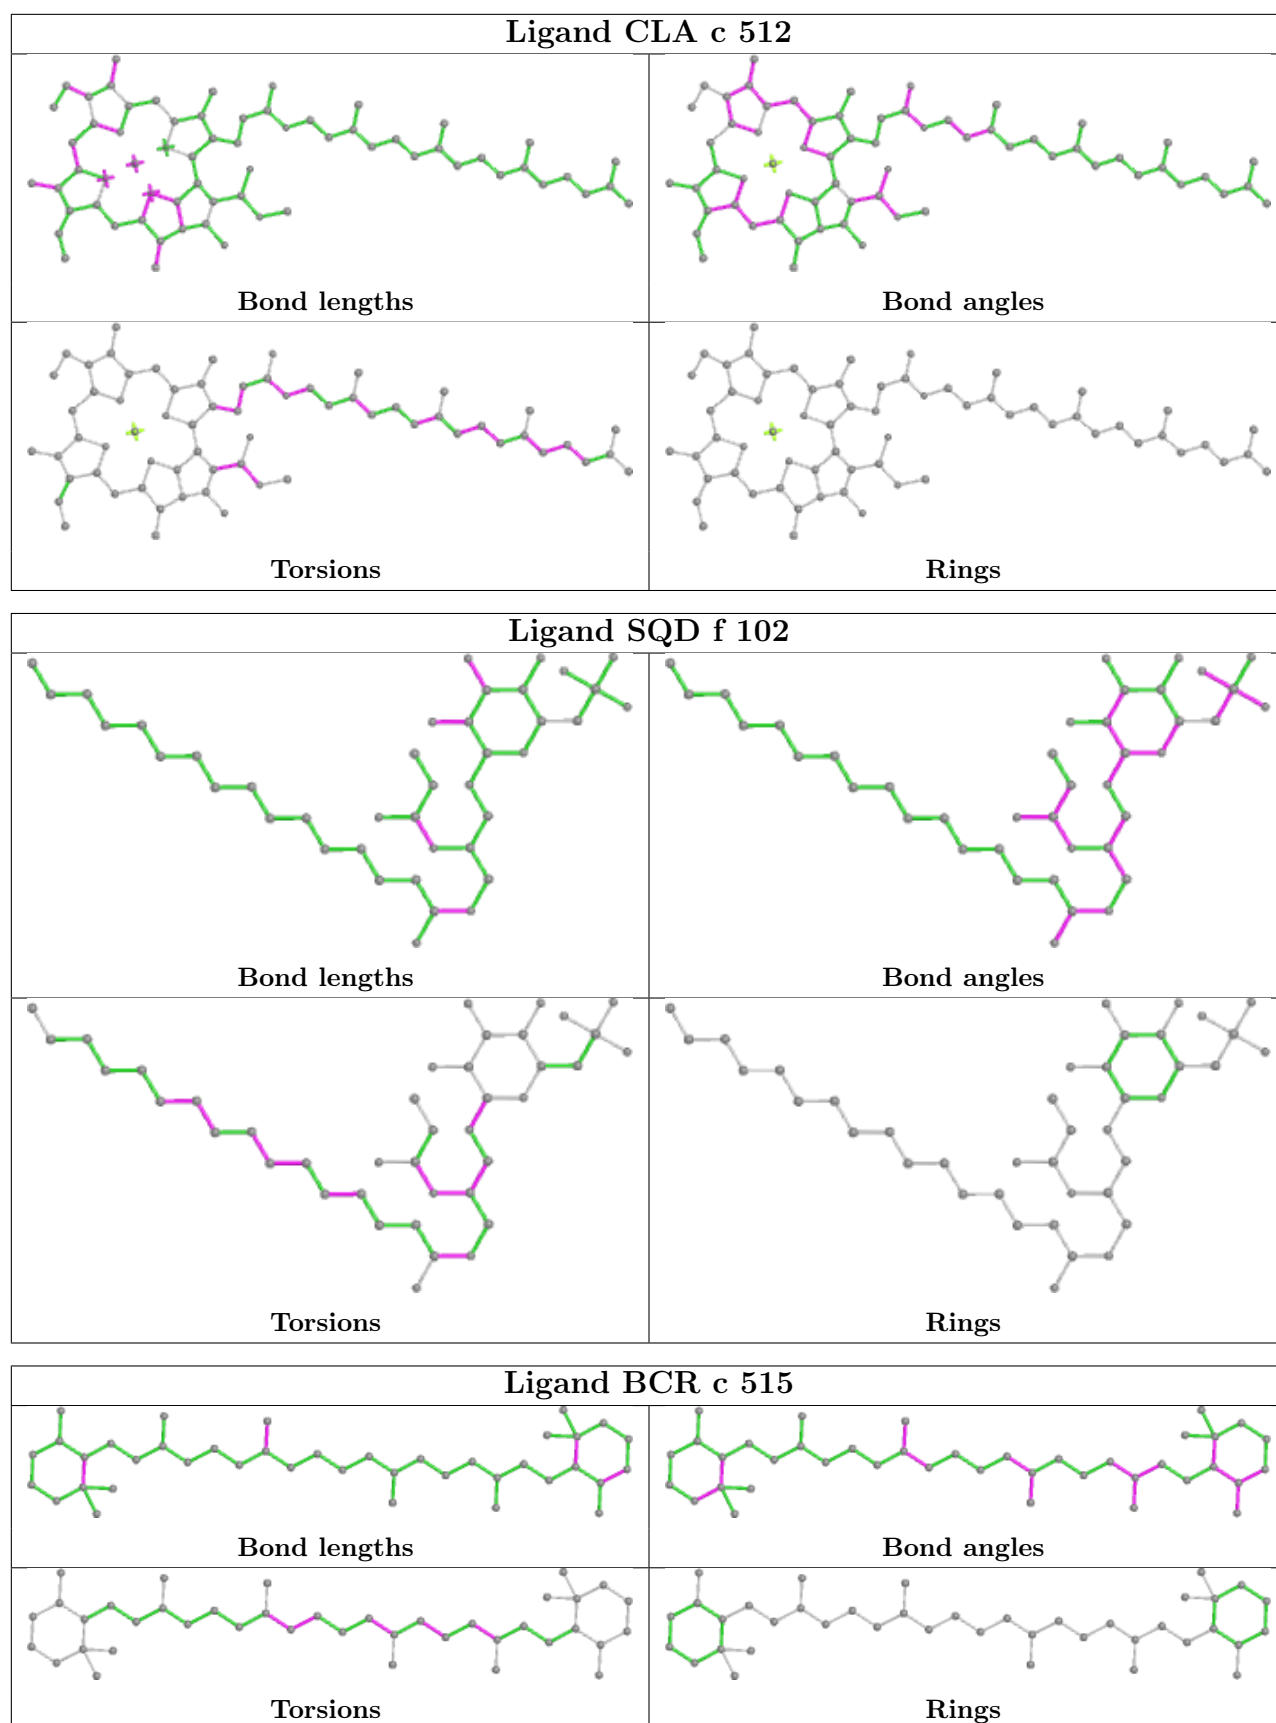 Ligand CLA c 512
Bond lengths
Bond angles
Torsions
Rings
Ligand SQD f 102
Bond lengths
Bond angles
Torsions
Rings
Ligand BCR c 515
Bond lengths
Bond angles
Torsions
Rings